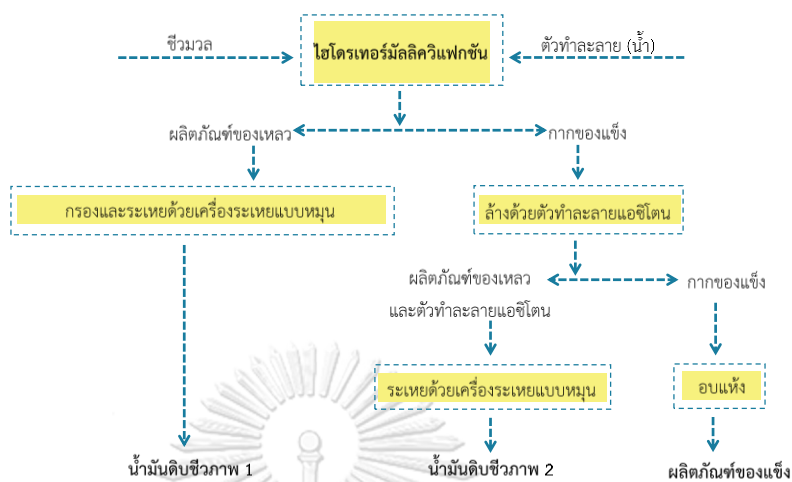 ชีวมวล
ไฮโดรเทอร์มัลลิควิแฟกชัน
ตัวทำละลาย (น้ำ)
ผลิตภัณฑ์ของเหลว
กากของแข็ง
กรองและระเหยด้วยเครื่องระเหยแบบหมุน
ล้างด้วยตัวทำละลายแอซิโตน
ผลิตภัณฑ์ของเหลว
และตัวทำละลายแอซิโตน
กากของแข็ง
ระเหยด้วยเครื่องระเหยแบบหมุน
อบแห้ง
น้ำมันดิบชีวภาพ 1
น้ำมันดิบชีวภาพ 2
ผลิตภัณฑ์ของแข็ง